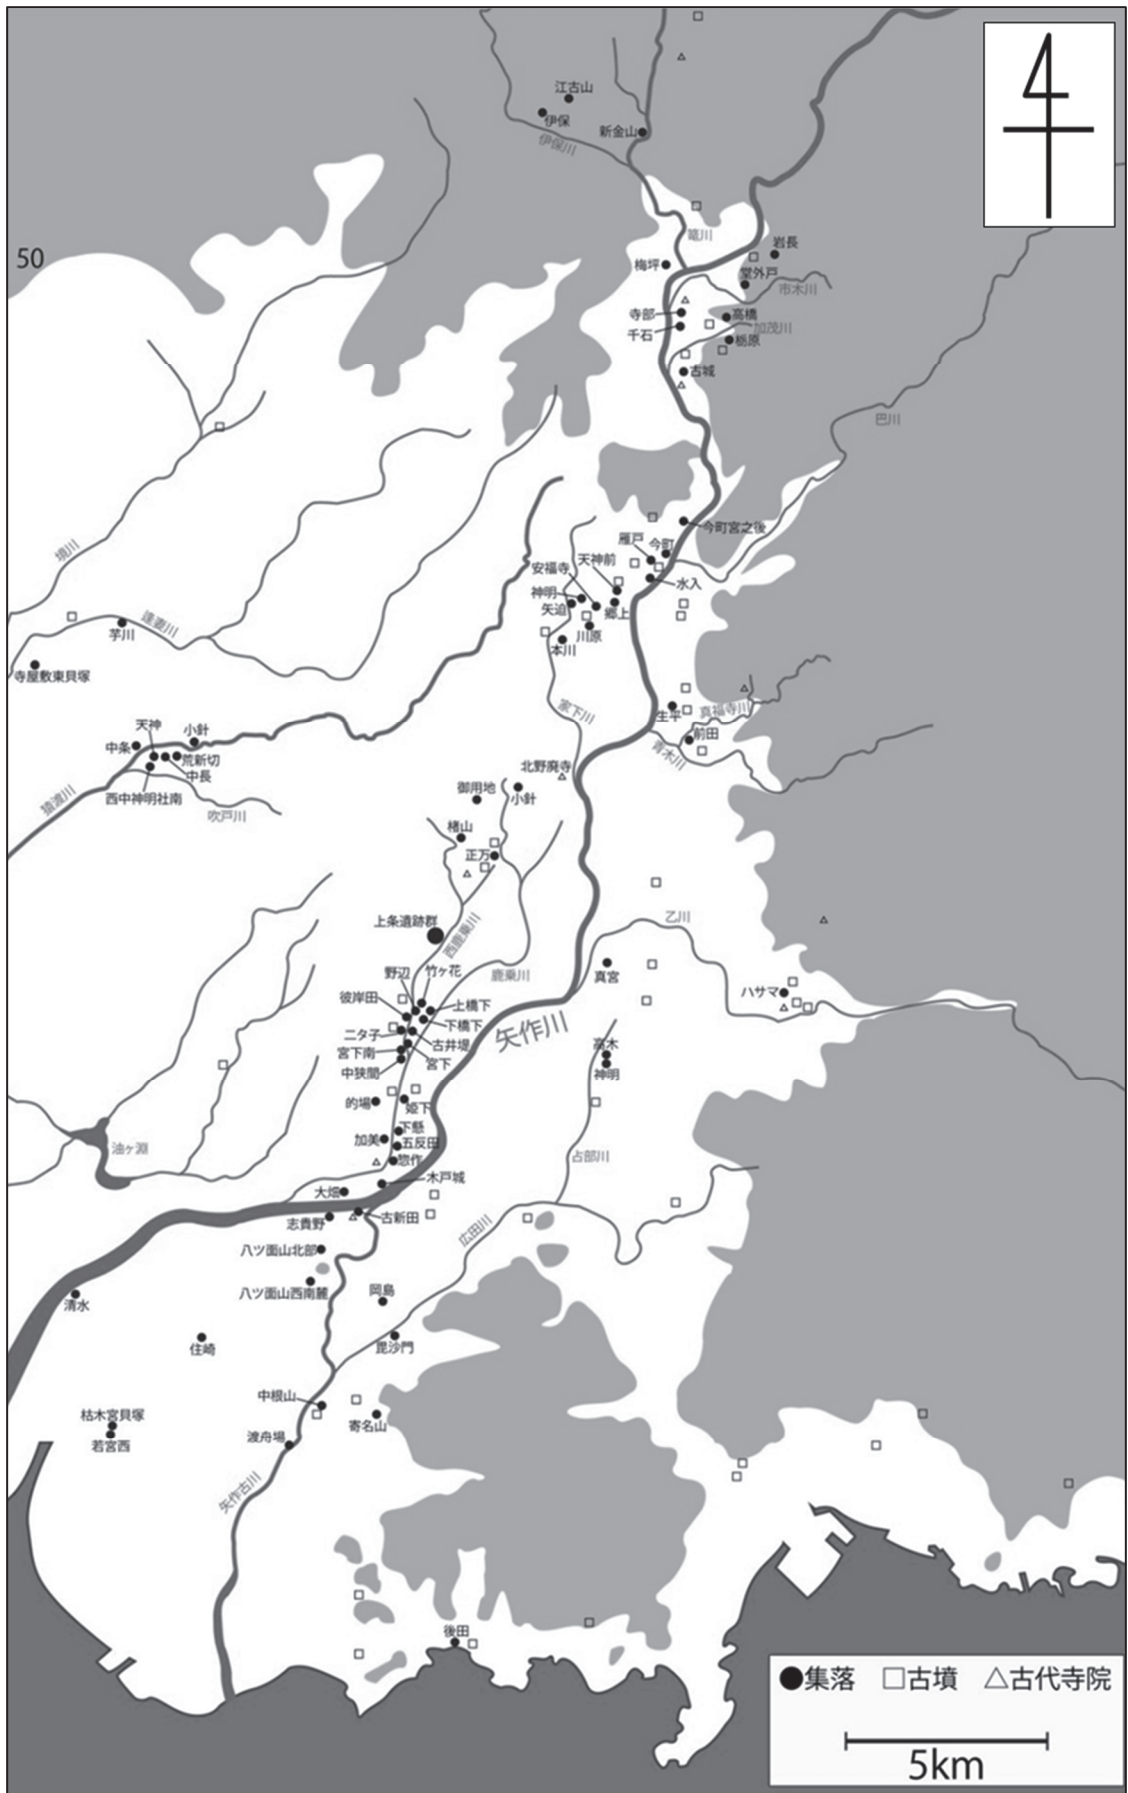 江古山
伊保
伊保川
新金山
50
篭川
岩長
梅坪
堂外戸
市木川
寺部
高橋
千石
加茂川
栃原
古城
巴川
今町宮之後
雁戸
今町
天神前
安福寺
水入
神明
矢迫
郷上
川原
本川
境川
逢妻川
芋川
寺屋敷東貝塚
家下川
生平
真福寺川
前田
青木川
天神
小針
中条
荒新切
中長
西中神明社南
猿渡川
吹戸川
北野廃寺
御用地
小針
楮山
正万
上条遺跡群
西鹿乗川
乙川
野辺
竹ヶ花
鹿乗川
真宮
ハサマ
彼岸田
上橋下
下橋下
二タ子
古井堤
矢作川
宮下南
宮下
中狭間
高木
神明
的場
姫下
下懸
加美
五反田
惣作
油ヶ淵
占部川
木戸城
大畑
志貴野
古新田
広田川
八ツ面山北部
八ツ面山西南麓
岡島
清水
毘沙門
住崎
中根山
枯木宮貝塚
若宮西
寄名山
渡舟場
矢作古川
後田
●集落 □古墳 △古代寺院
5km